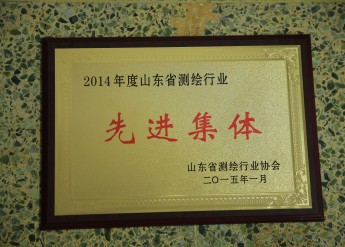 2014年度山东省测绘行业
先进集体
山东省测绘行业协会
二〇一五年一月